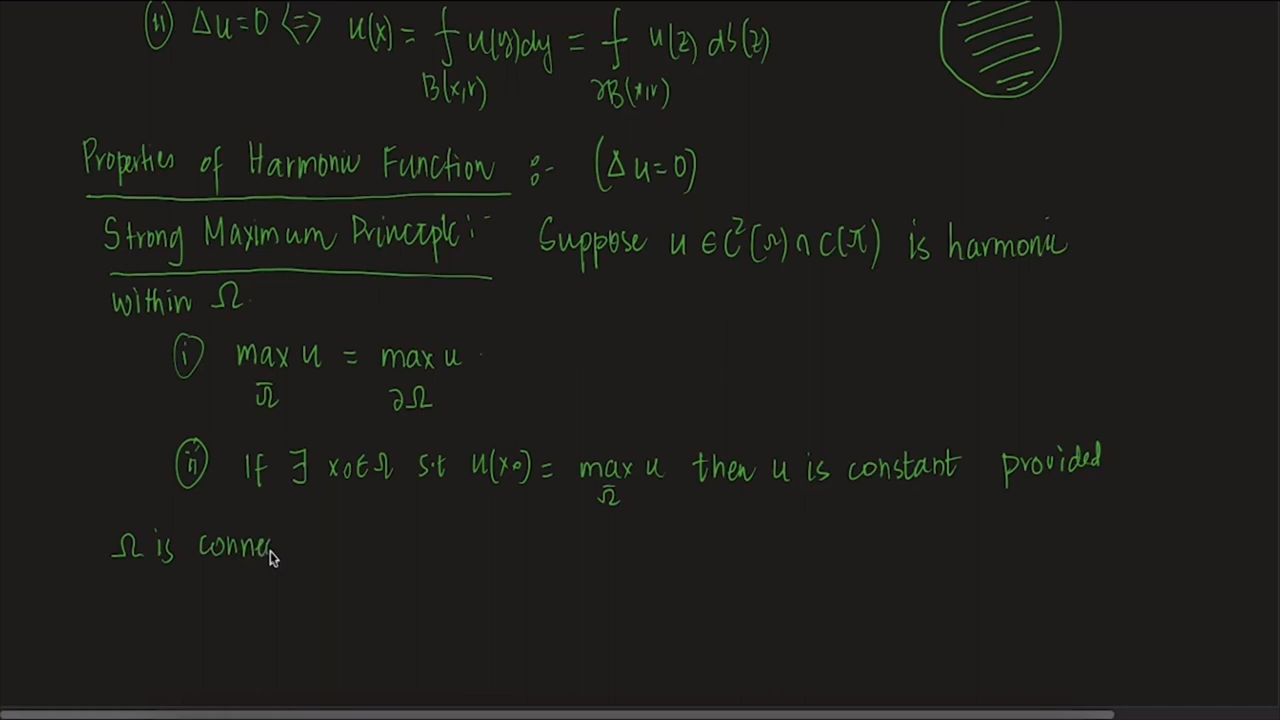 (ii) Δu=0 <=> u(x) = ⨍ u(y)dy = ⨍ u(z) ds(z)
B(x,r) ∂B(x,r)
Properties of Harmonic Function :- (Δu=0)
Strong Maximum Principle :- Suppose u ∈ C²(Ω) ∩ C(Ω̅) is harmonic
within Ω.
(i) max u = max u
Ω̅ ∂Ω
(ii) If ∃ x₀∈Ω s.t u(x₀) = max u then u is constant provided
Ω̅
Ω is connec